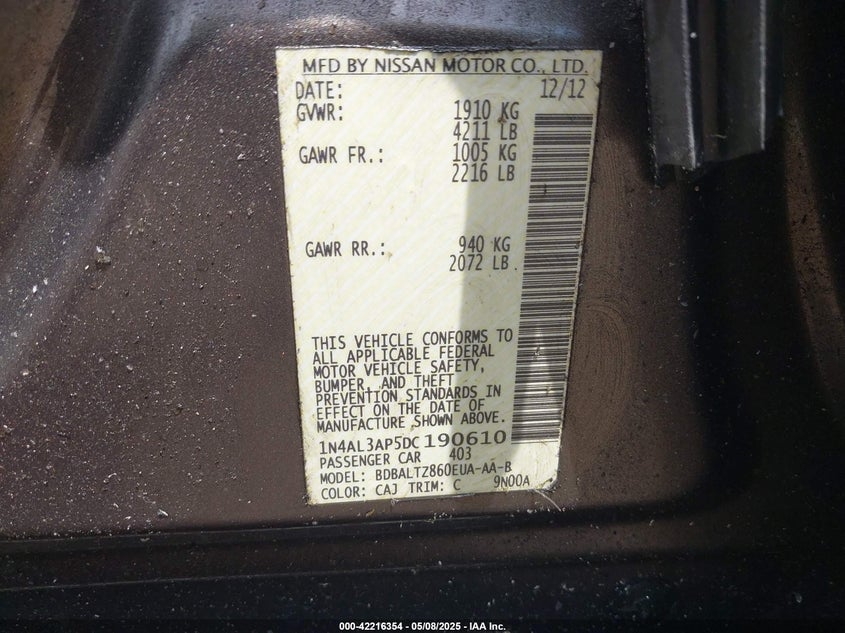 MFD BY NISSAN MOTOR CO., LTD.
DATE: 12/12
GVWR: 1910 KG
4211 LB
GAWR FR.: 1005 KG
2216 LB
GAWR RR.: 940 KG
2072 LB
THIS VEHICLE CONFORMS TO
ALL APPLICABLE FEDERAL
MOTOR VEHICLE SAFETY,
BUMPER, AND THEFT
PREVENTION STANDARDS IN
EFFECT ON THE DATE OF
MANUFACTURE SHOWN ABOVE.
1N4AL3AP5DC190610
PASSENGER CAR 403
MODEL: BDBALTZ860EUA-AA-B
COLOR: CAJ TRIM: C 9N00A
000-42216354 - 05/08/2025 - IAA Inc.